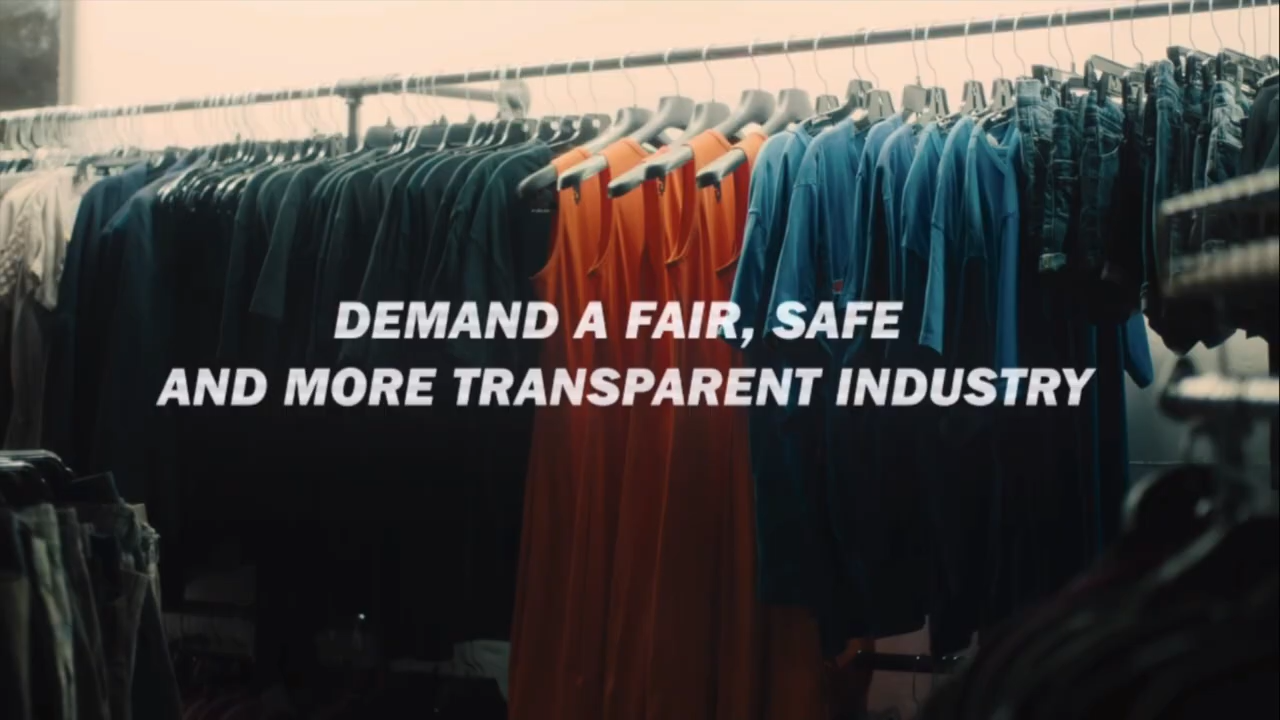 DEMAND A FAIR, SAFE
AND MORE TRANSPARENT INDUSTRY